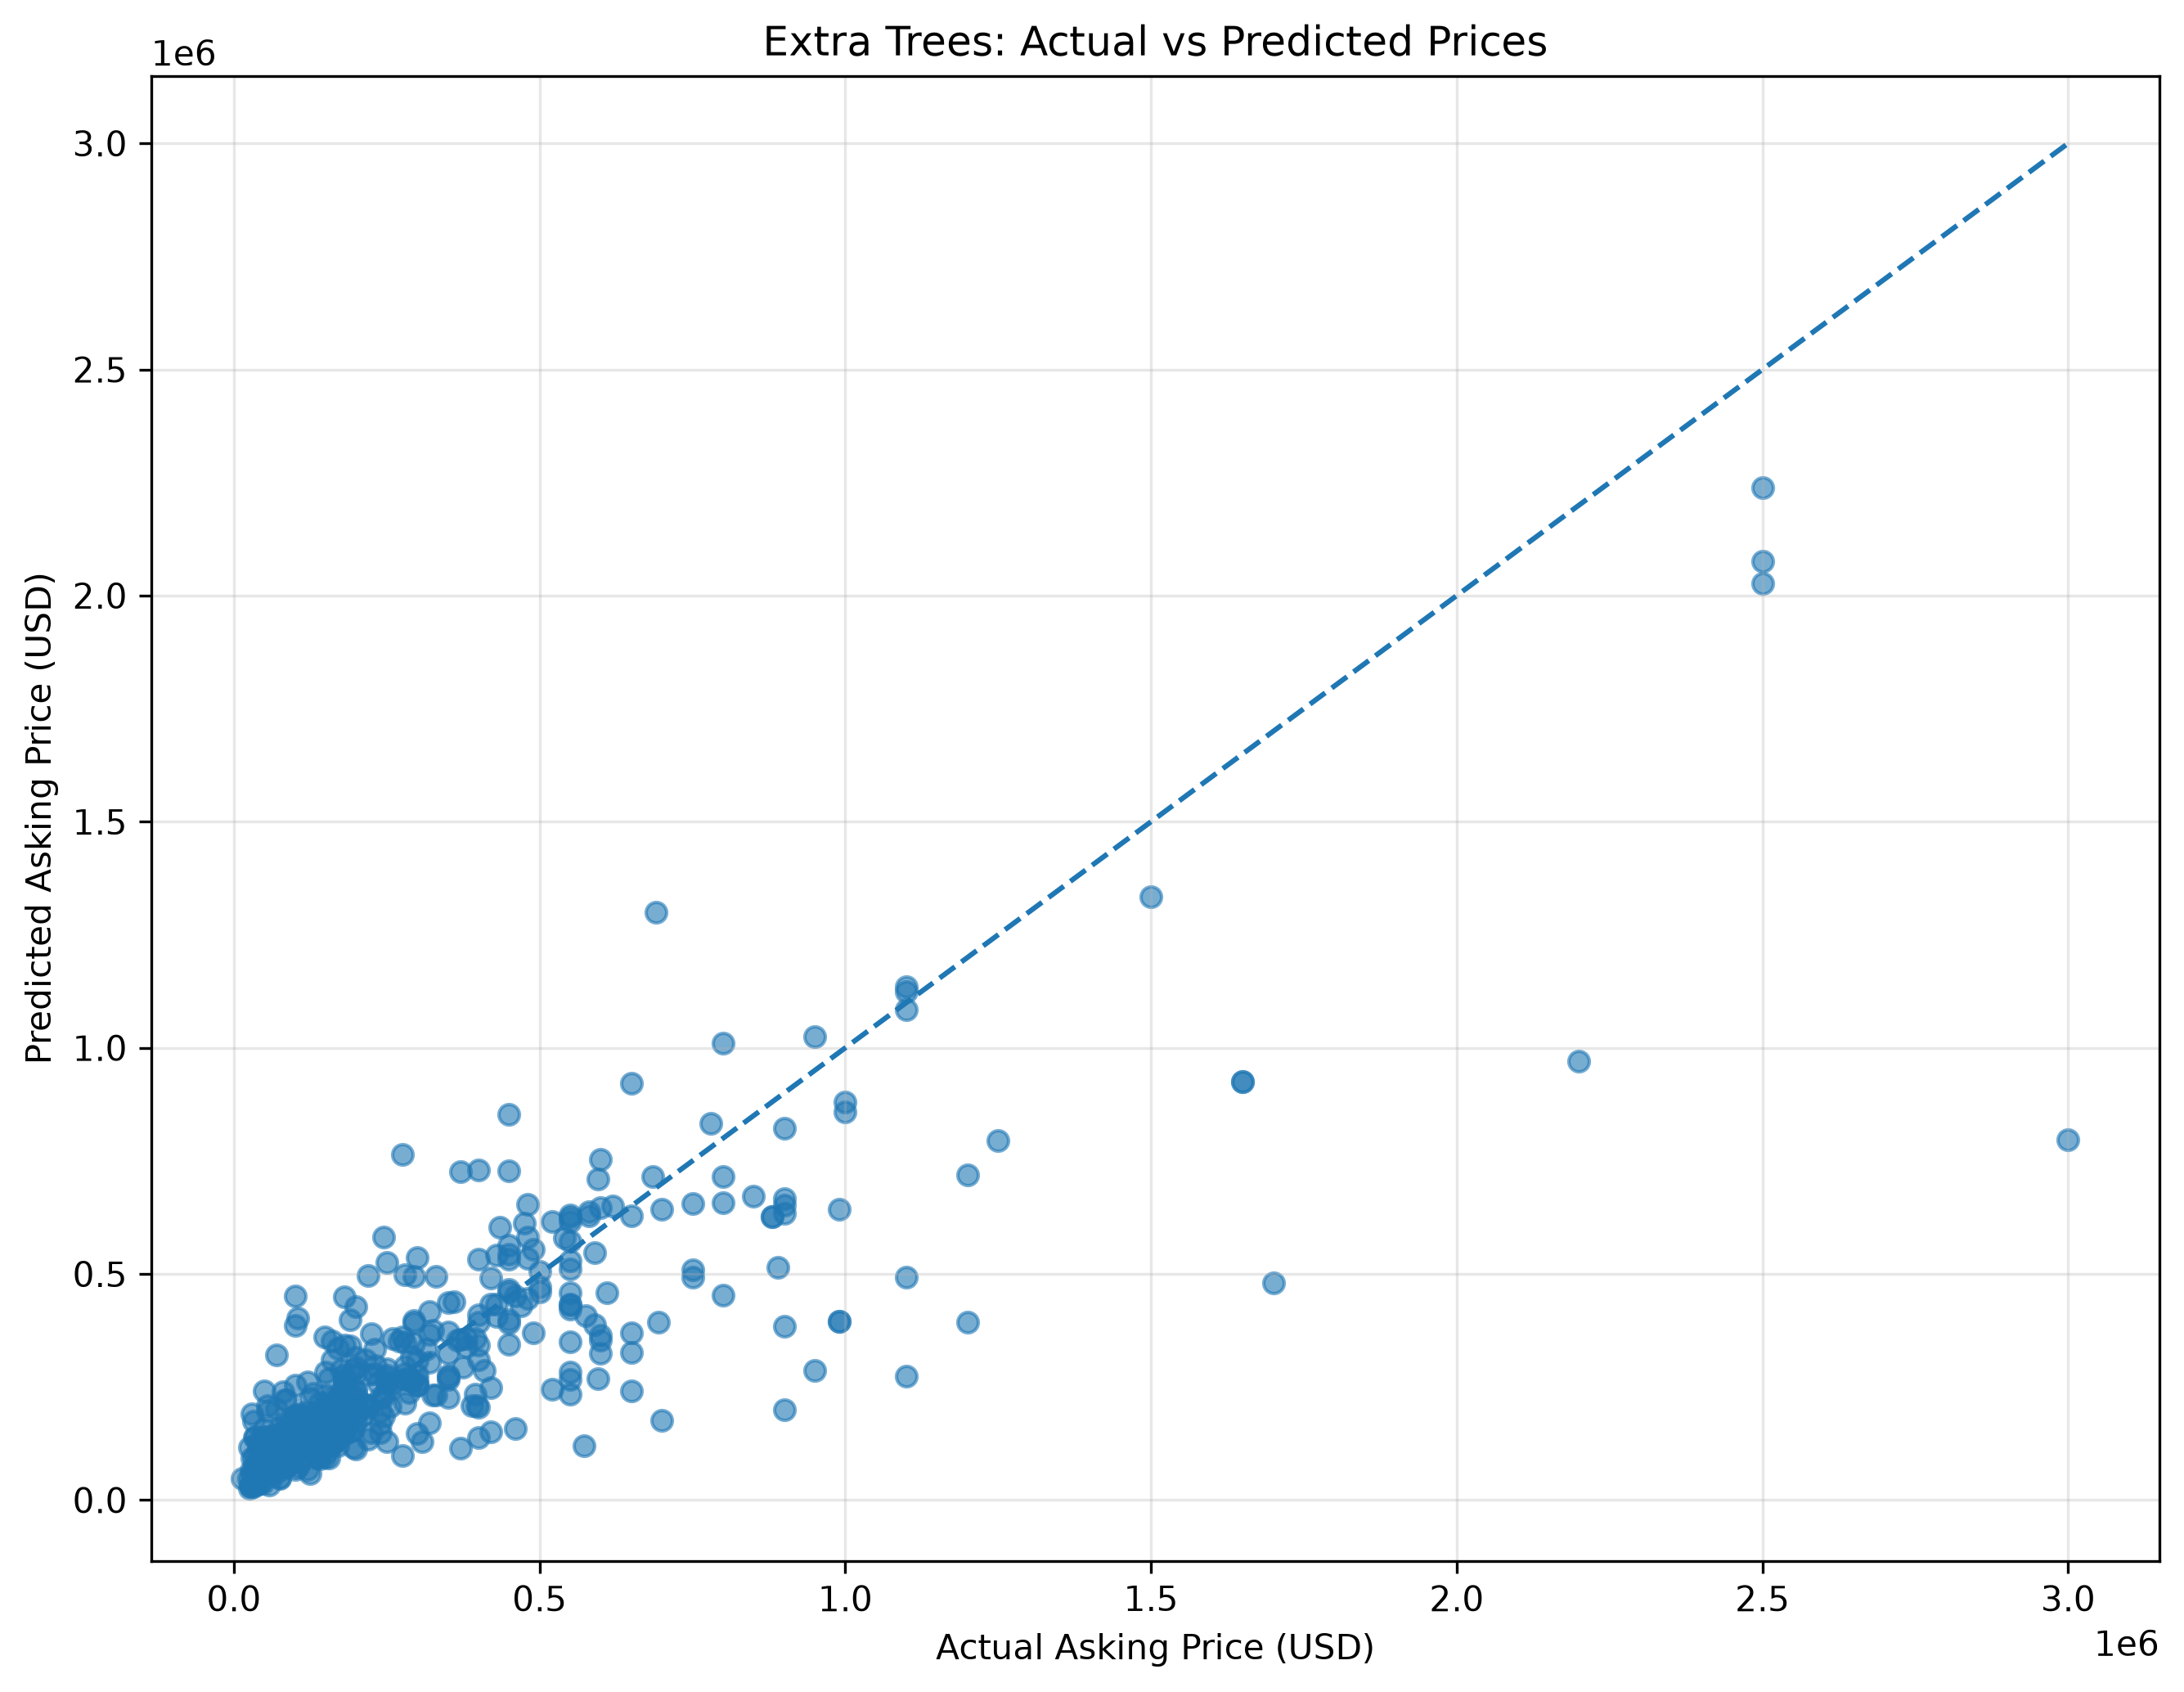 Extra Trees: Actual vs Predicted Prices
1e6
3.0
2.5
2.0
1.5
1.0
0.5
0.0
Predicted Asking Price (USD)
0.0 0.5 1.0 1.5 2.0 2.5 3.0
Actual Asking Price (USD)
1e6